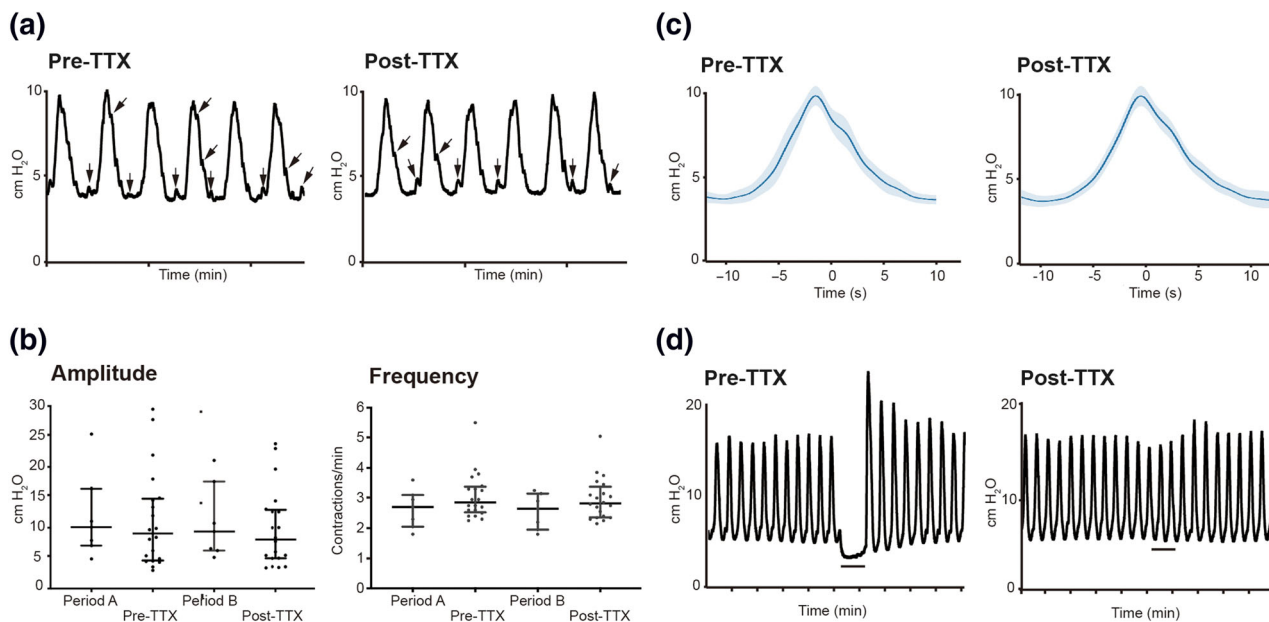 (a)
Pre-TTX
Post-TTX
10
5
0
cm H₂O
Time (min)
10
5
0
cm H₂O
Time (min)
(c)
Pre-TTX
Post-TTX
10
5
0
cm H₂O
–10
–5
0
5
10
Time (s)
10
5
0
cm H₂O
-10
-5
0
5
10
Time (s)
(b)
Amplitude
Frequency
30
25
20
15
10
5
0
cm H₂O
Period A
Pre-TTX
Period B
Post-TTX
6
5
4
3
2
1
0
Contractions/min
Period A
Pre-TTX
Period B
Post-TTX
(d)
Pre-TTX
Post-TTX
20
10
0
cm H₂O
Time (min)
20
10
0
cm H₂O
Time (min)